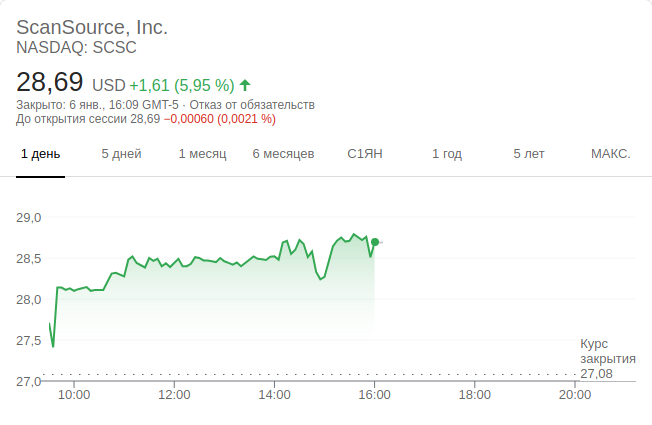 ScanSource, Inc.
NASDAQ: SCSC
28,69 USD +1,61 (5,95 %)
Закрыто: 6 янв., 16:09 GMT-5 · Отказ от обязательств
До открытия сессии 28,69 −0,00060 (0,0021 %)
1 день 5 дней 1 месяц 6 месяцев С1ЯН 1 год 5 лет МАКС.
29,0
28,5
28,0
27,5
Курс
закрытия
27,08
27,0
10:00 12:00 14:00 16:00 18:00 20:00